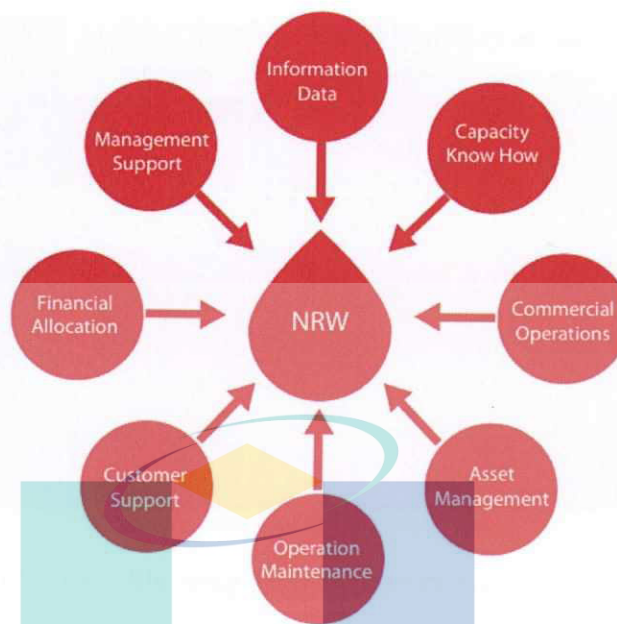 Information
Data
Capacity
Know How
Commercial
Operations
Asset
Management
Operation
Maintenance
Customer
Support
Financial
Allocation
Management
Support
NRW